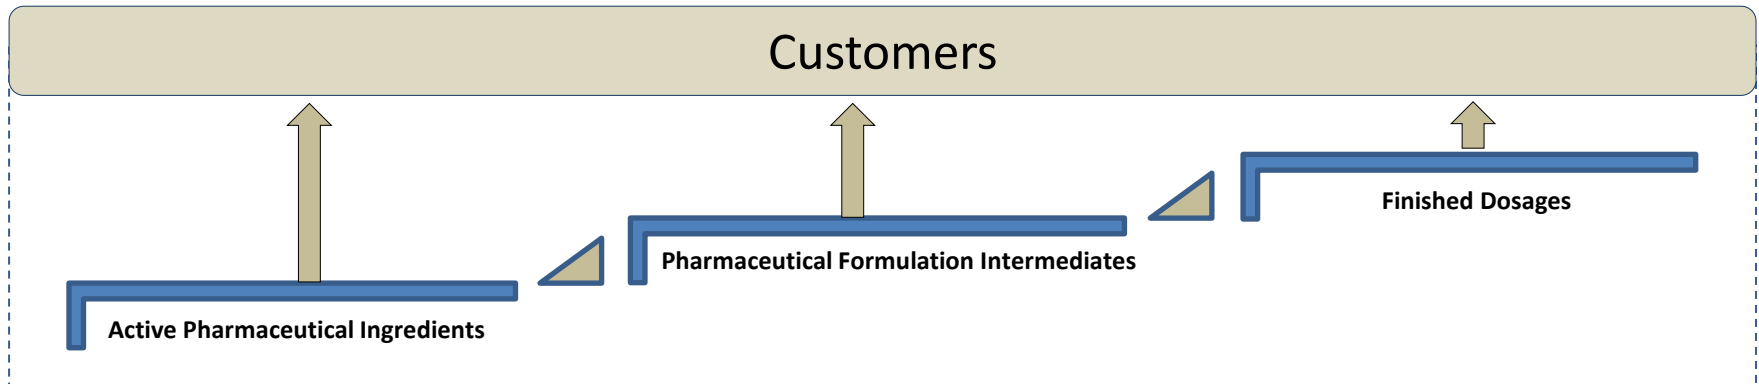 Customers
Finished Dosages
Pharmaceutical Formulation Intermediates
Active Pharmaceutical Ingredients